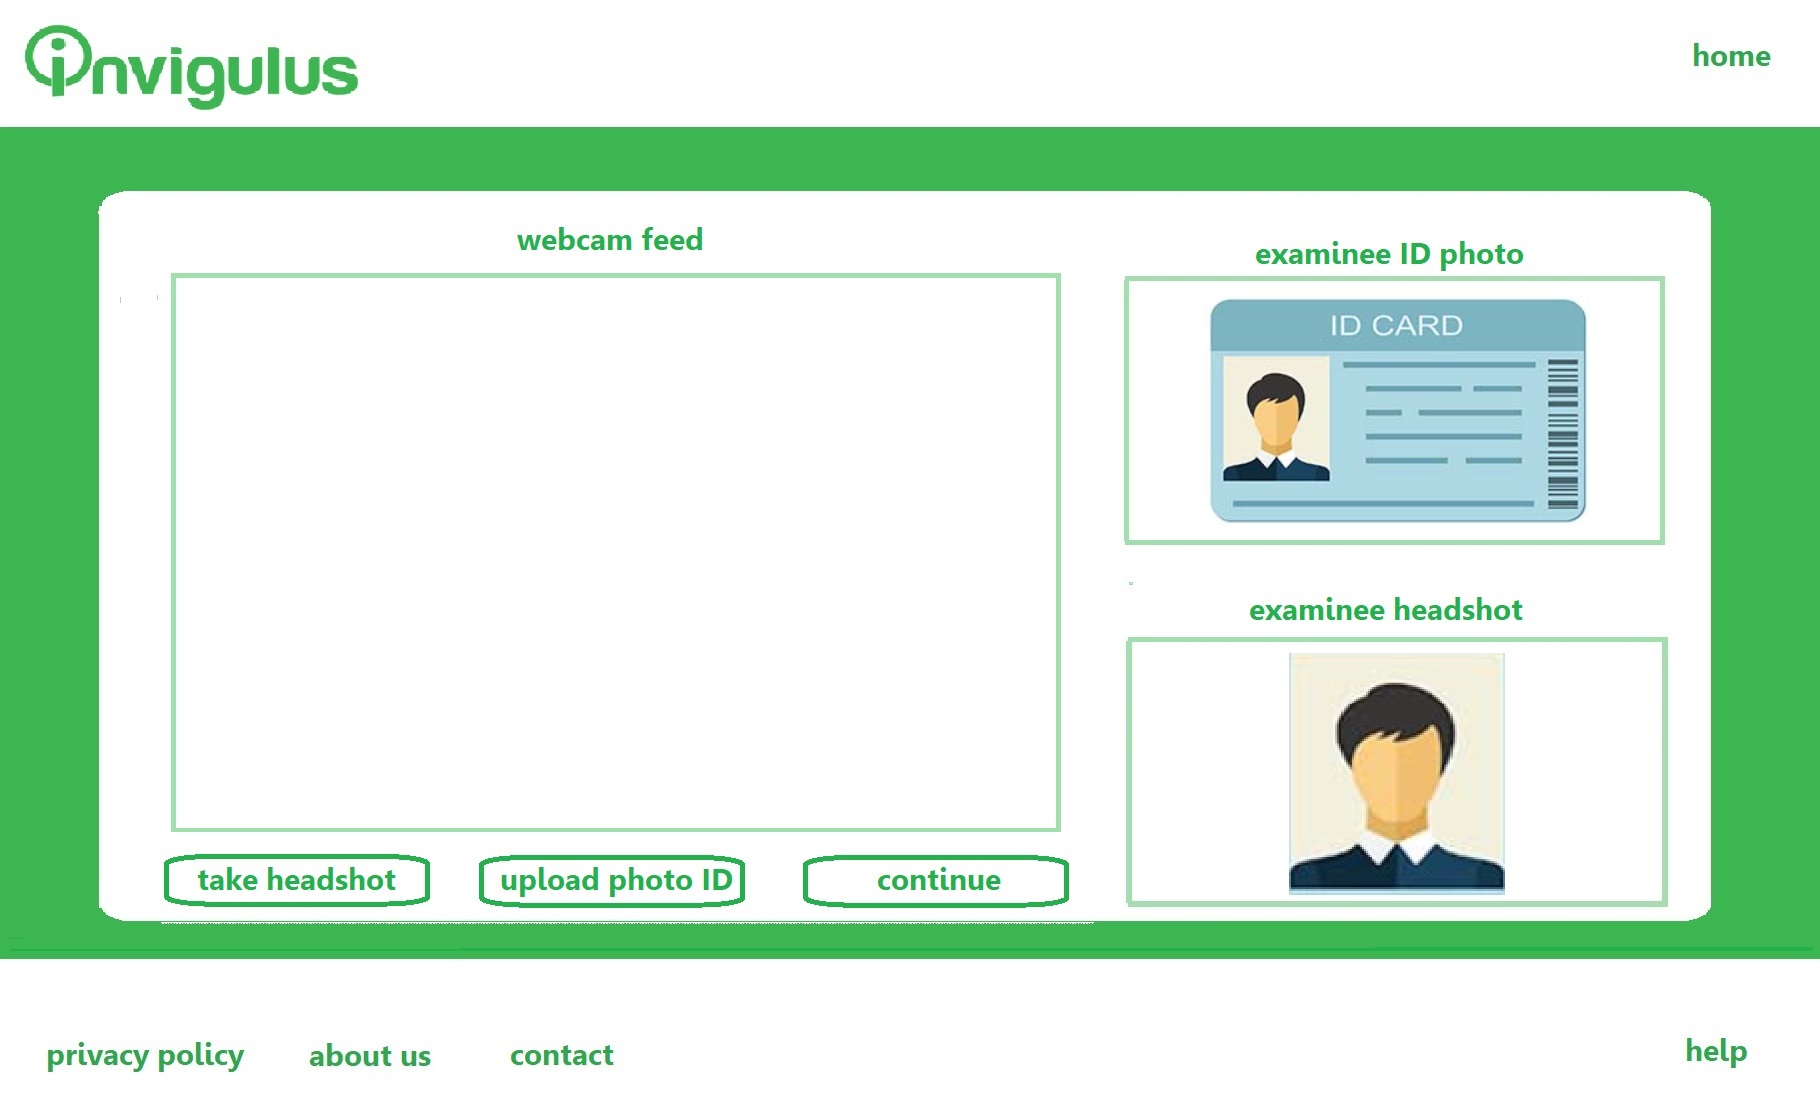 invigulus
home
webcam feed
examinee ID photo
ID CARD
examinee headshot
take headshot
upload photo ID
continue
privacy policy
about us
contact
help